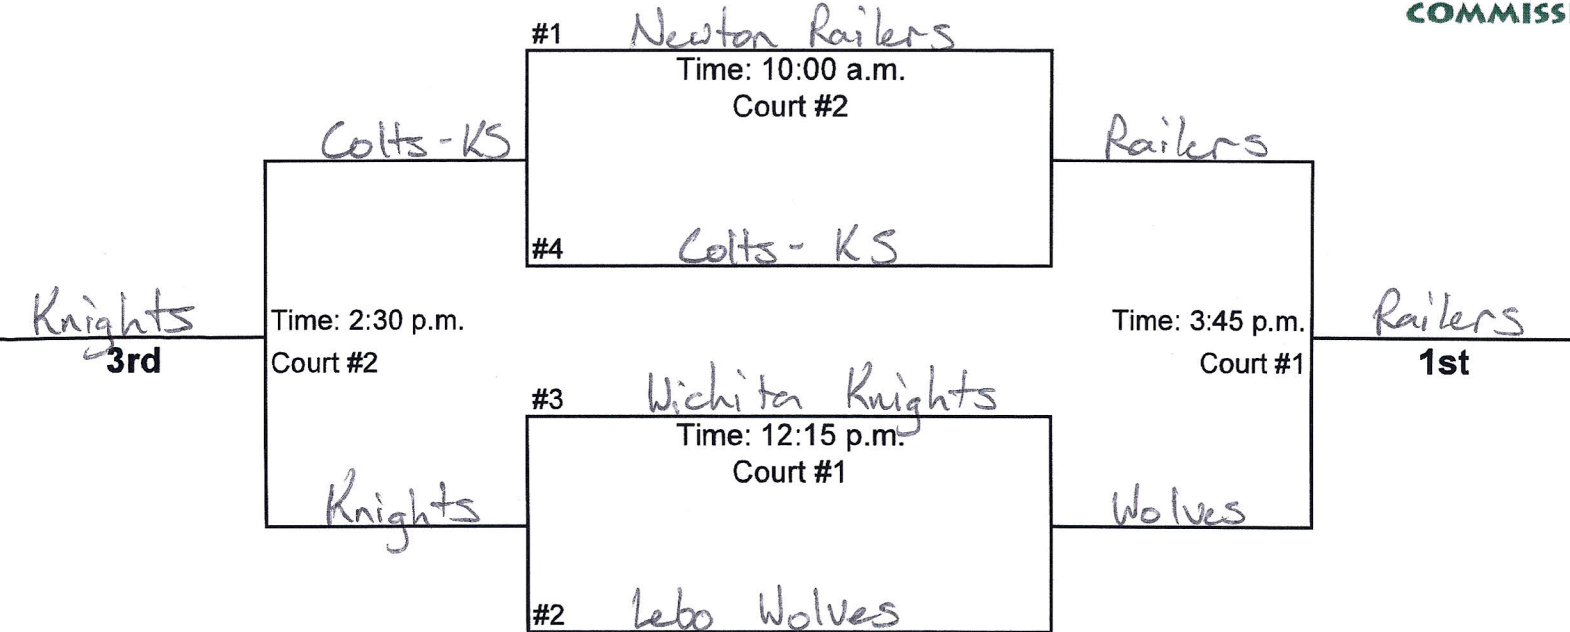 COMMISS
#1 Newton Railers
Time: 10:00 a.m.
Court #2
Colts-KS
Railers
#4 Colts - KS
Knights
3rd
Time: 2:30 p.m.
Court #2
Time: 3:45 p.m.
Court #1
Railers
1st
#3 Wichita Knights
Time: 12:15 p.m.
Court #1
Knights
Wolves
#2 Lebo Wolves